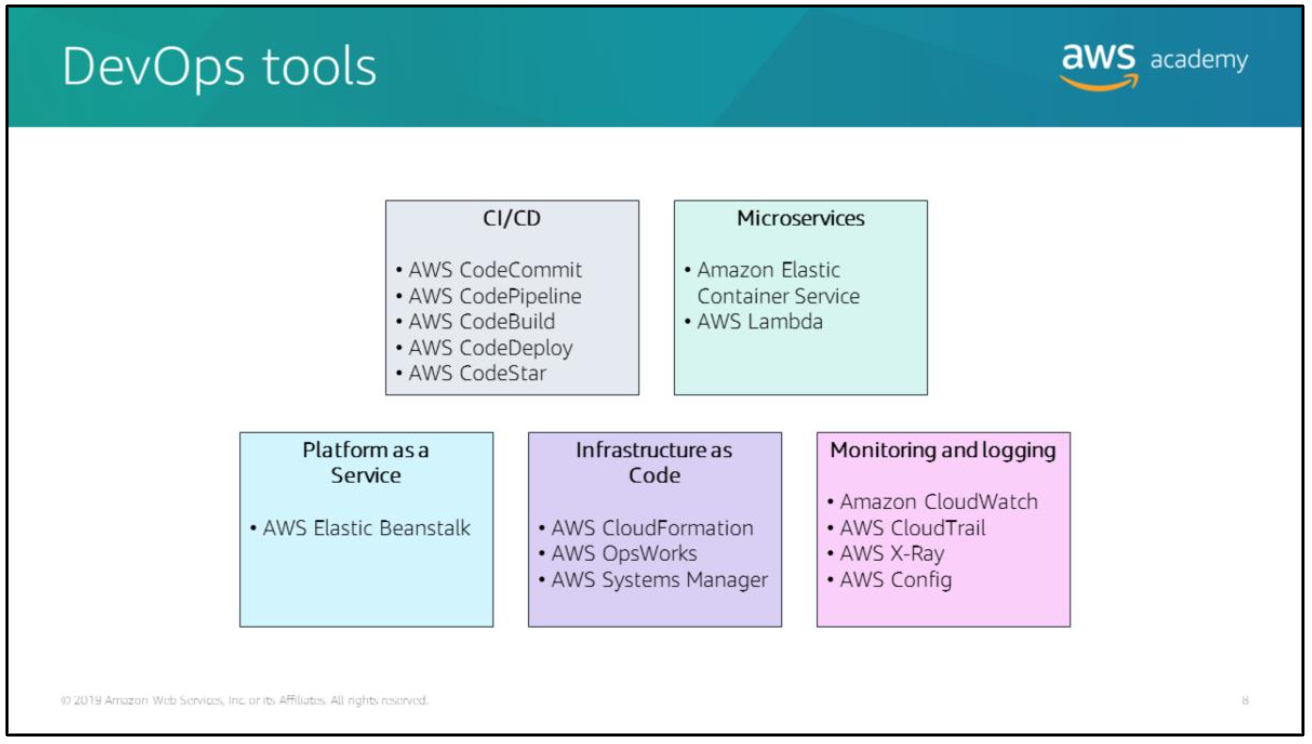 DevOps tools
aws academy
CI/CD
• AWS CodeCommit
• AWS CodePipeline
• AWS CodeBuild
• AWS CodeDeploy
• AWS CodeStar
Microservices
• Amazon Elastic
Container Service
• AWS Lambda
Platform as a
Service
• AWS Elastic Beanstalk
Infrastructure as
Code
• AWS CloudFormation
• AWS OpsWorks
• AWS Systems Manager
Monitoring and logging
• Amazon CloudWatch
• AWS CloudTrail
• AWS X-Ray
• AWS Config
© 2019 Amazon Web Services, Inc. or its Affiliates. All rights reserved.
8